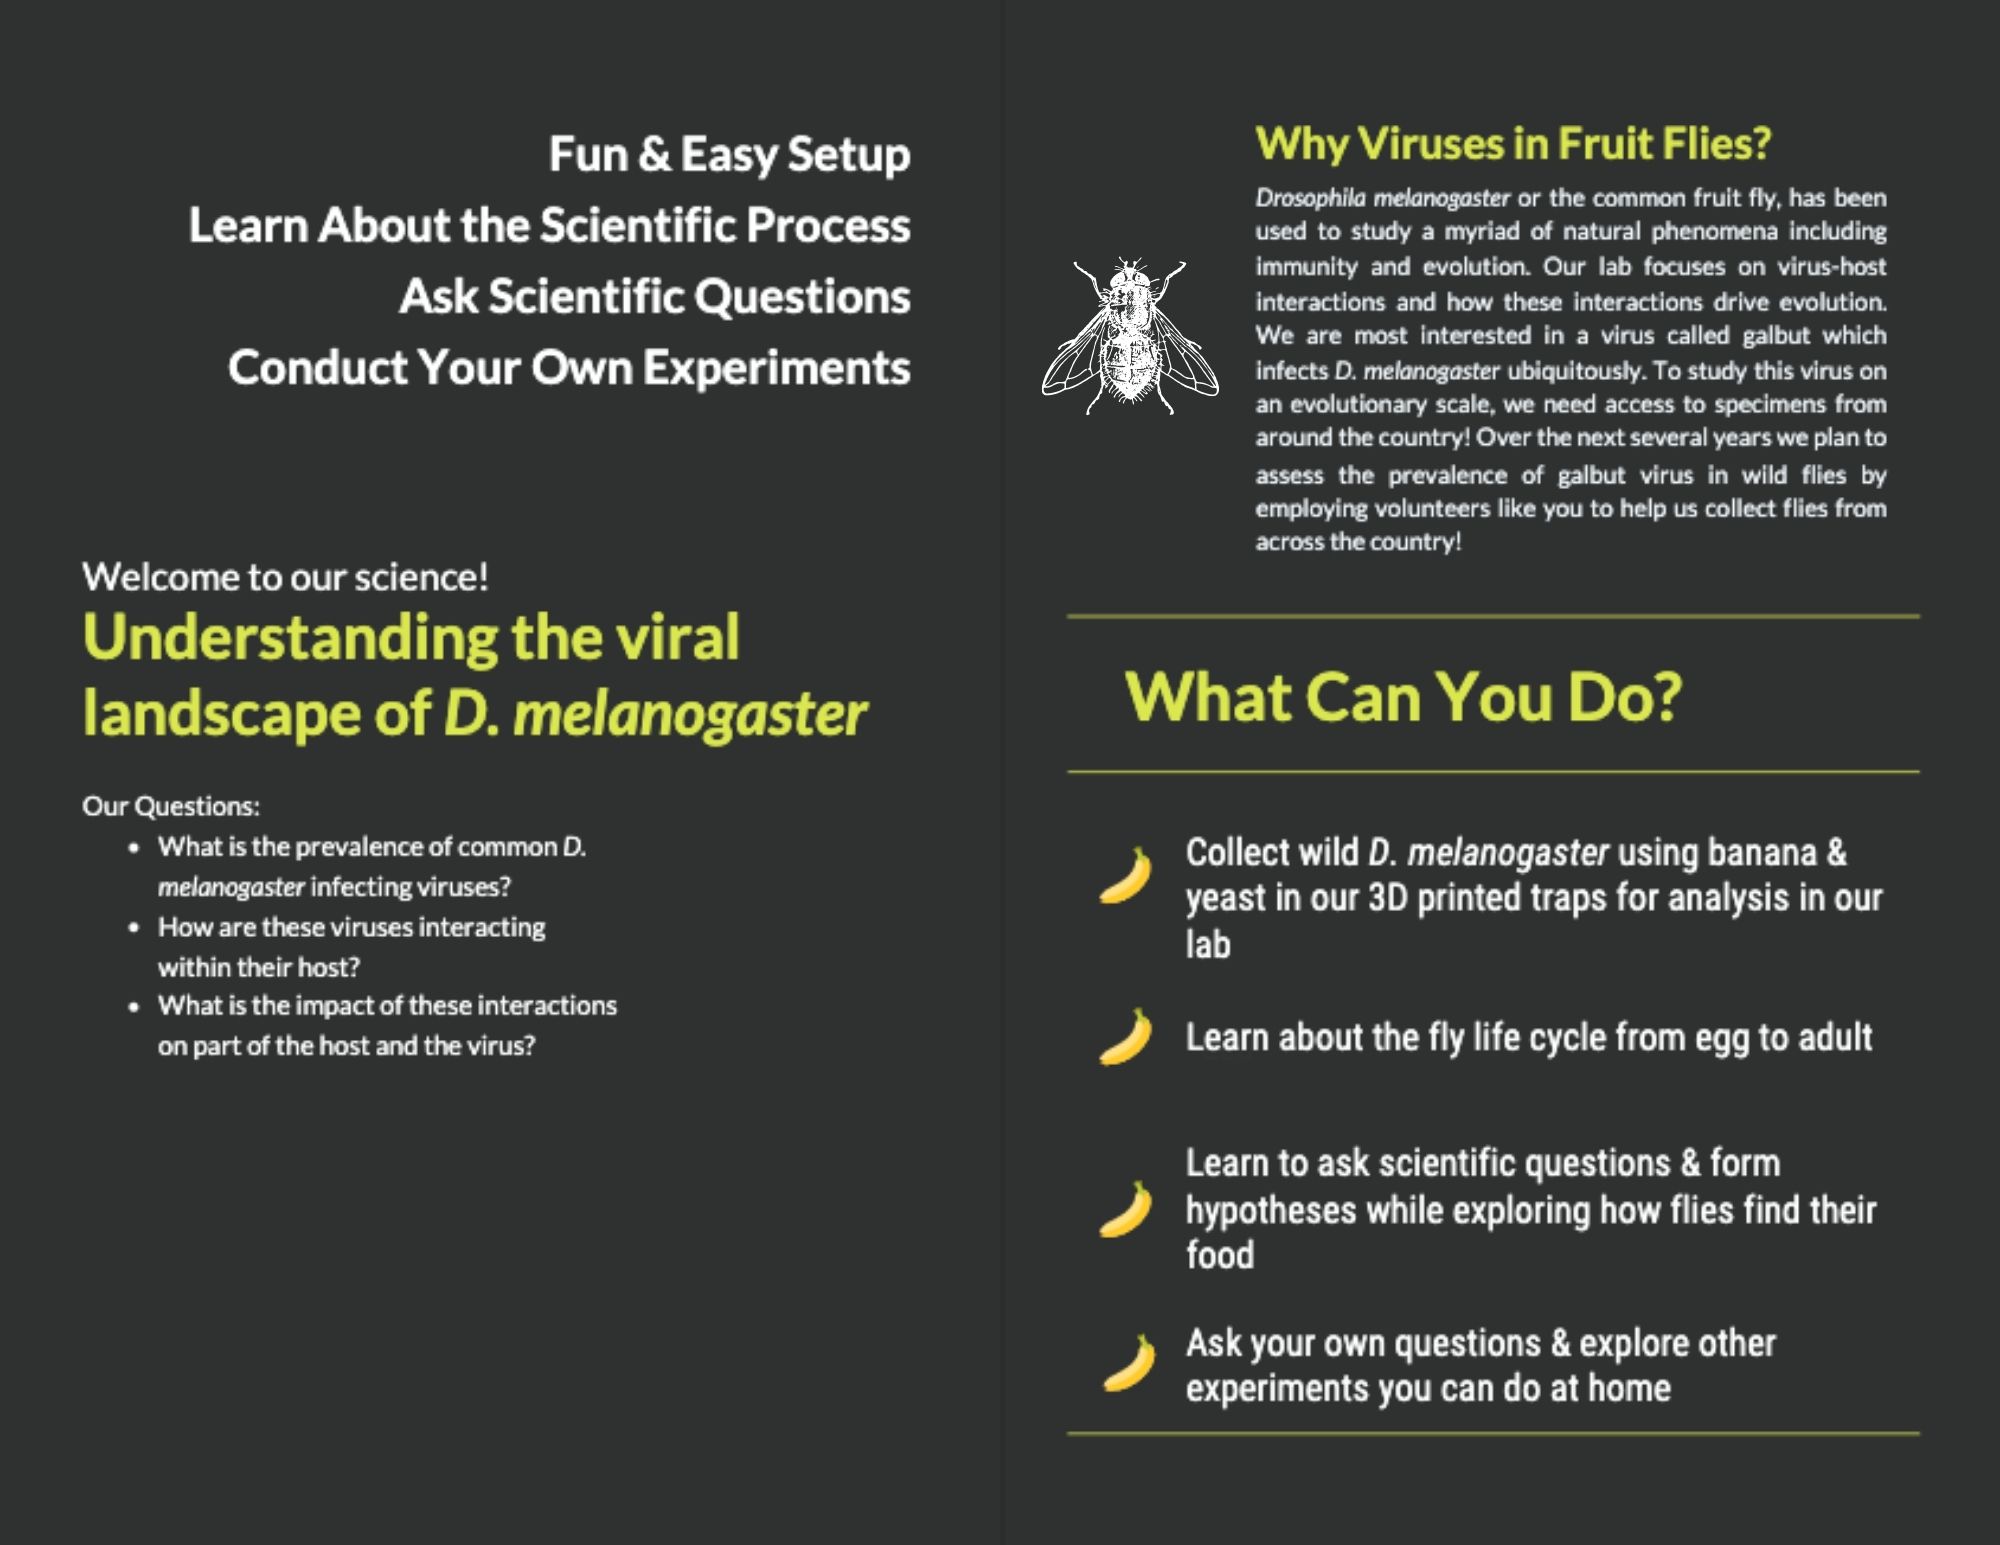 Fun & Easy Setup
Learn About the Scientific Process
Ask Scientific Questions
Conduct Your Own Experiments
Welcome to our science!
Understanding the viral
landscape of D. melanogaster
Our Questions:
• What is the prevalence of common D.
melanogaster infecting viruses?
• How are these viruses interacting
within their host?
• What is the impact of these interactions
on part of the host and the virus?
Why Viruses in Fruit Flies?
Drosophila melanogaster or the common fruit fly, has been
used to study a myriad of natural phenomena including
immunity and evolution. Our lab focuses on virus-host
interactions and how these interactions drive evolution.
We are most interested in a virus called galbut which
infects D. melanogaster ubiquitously. To study this virus on
an evolutionary scale, we need access to specimens from
around the country! Over the next several years we plan to
assess the prevalence of galbut virus in wild flies by
employing volunteers like you to help us collect flies from
across the country!
What Can You Do?
Collect wild D. melanogaster using banana &
yeast in our 3D printed traps for analysis in our
lab
Learn about the fly life cycle from egg to adult
Learn to ask scientific questions & form
hypotheses while exploring how flies find their
food
Ask your own questions & explore other
experiments you can do at home